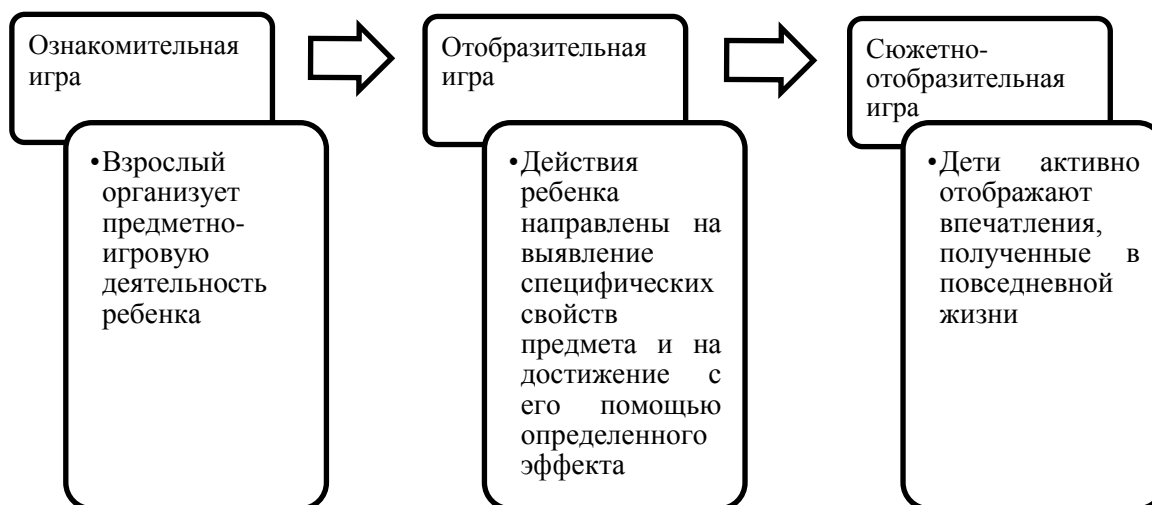 Ознакомительная
игра
•Взрослый
организует
предметно-
игровую
деятельность
ребенка
Отобразительная
игра
•Действия
ребенка
направлены на
выявление
специфических
свойств
предмета и на
достижение с
его помощью
определенного
эффекта
Сюжетно-
отобразительная
игра
•Дети активно
отображают
впечатления,
полученные в
повседневной
жизни